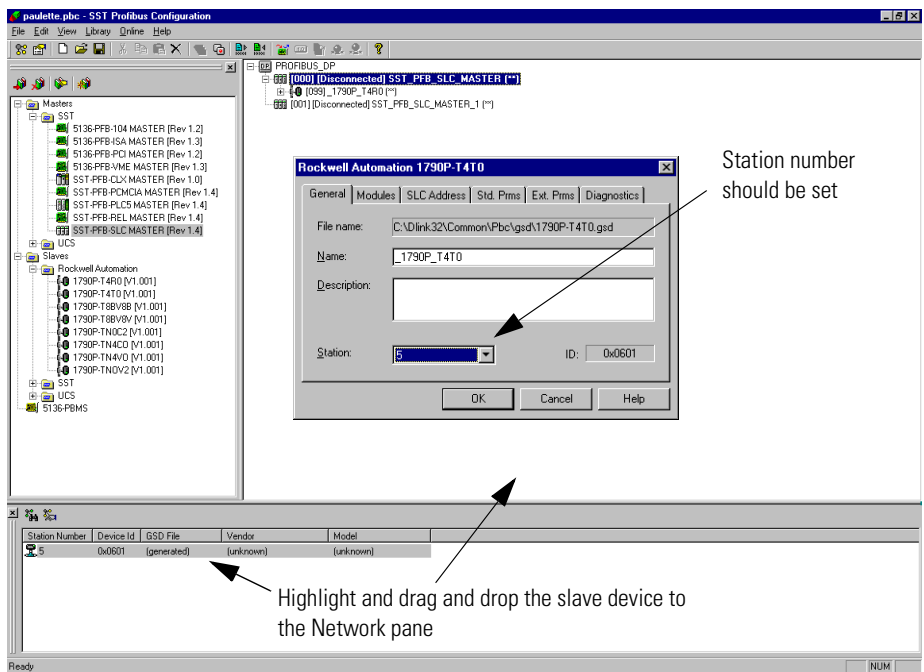 paulette.pbc - SST Profibus Configuration
File Edit View Library Online Help
Masters
SST
5136-PFB-104 MASTER [Rev 1.2]
5136-PFB-ISA MASTER [Rev 1.3]
5136-PFB-PCI MASTER [Rev 1.2]
5136-PFB-VME MASTER [Rev 1.3]
SST-PFB-CLX MASTER [Rev 1.0]
SST-PFB-PCMCIA MASTER [Rev 1.4]
SST-PFB-PLC5 MASTER [Rev 1.4]
SST-PFB-REL MASTER [Rev 1.4]
SST-PFB-SLC MASTER [Rev 1.4]
UCS
Slaves
Rockwell Automation
1790P-T4R0 [V1.001]
1790P-T4T0 [V1.001]
1790P-T8BV8B [V1.001]
1790P-T8BV8V [V1.001]
1790P-TN0C2 [V1.001]
1790P-TN4C0 [V1.001]
1790P-TN4V0 [V1.001]
1790P-TN0V2 [V1.001]
SST
UCS
5136-PBMS
DP PROFIBUS_DP
[000] [Disconnected] SST_PFB_SLC_MASTER (**)
[099] _1790P_T4R0 (**)
[001] [Disconnected] SST_PFB_SLC_MASTER_1 (**)
Rockwell Automation 1790P-T4T0
General Modules SLC Address Std. Prms Ext. Prms Diagnostics
File name: C:\Dlink32\Common\Pbc\gsd\1790P-T4T0.gsd
Name: _1790P_T4T0
Description:
Station: 5 ID: 0x0601
OK Cancel Help
Station number
should be set
Station Number Device Id GSD File Vendor Model
5 0x0601 (generated) (unknown) (unknown)
Highlight and drag and drop the slave device to
the Network pane
Ready NUM